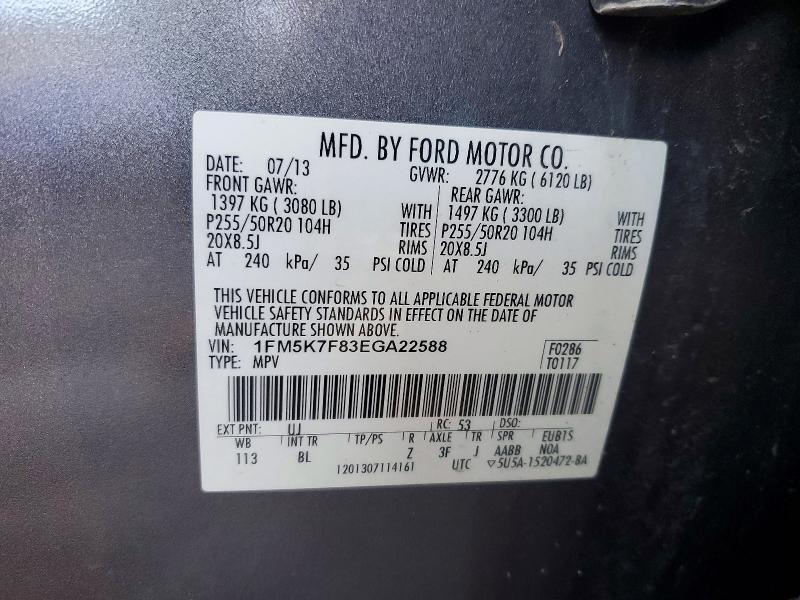 MFD. BY FORD MOTOR CO.
DATE: 07/13 GVWR: 2776 KG ( 6120 LB)
FRONT GAWR: REAR GAWR:
1397 KG ( 3080 LB) WITH 1497 KG ( 3300 LB) WITH
P255/50R20 104H TIRES P255/50R20 104H TIRES
20X8.5J RIMS 20X8.5J RIMS
AT 240 kPa/ 35 PSI COLD AT 240 kPa/ 35 PSI COLD
THIS VEHICLE CONFORMS TO ALL APPLICABLE FEDERAL MOTOR
VEHICLE SAFETY STANDARDS IN EFFECT ON THE DATE OF
MANUFACTURE SHOWN ABOVE.
VIN: 1FM5K7F83EGA22588 F0286
TYPE: MPV T0117
EXT PNT: UJ RC: 53 DSO:
WB INT TR TP/PS R AXLE TR SPR EUB1S
113 BL Z 3F J AABB N0A
1201307114161 UTC ▽5U5A-1520472-BA